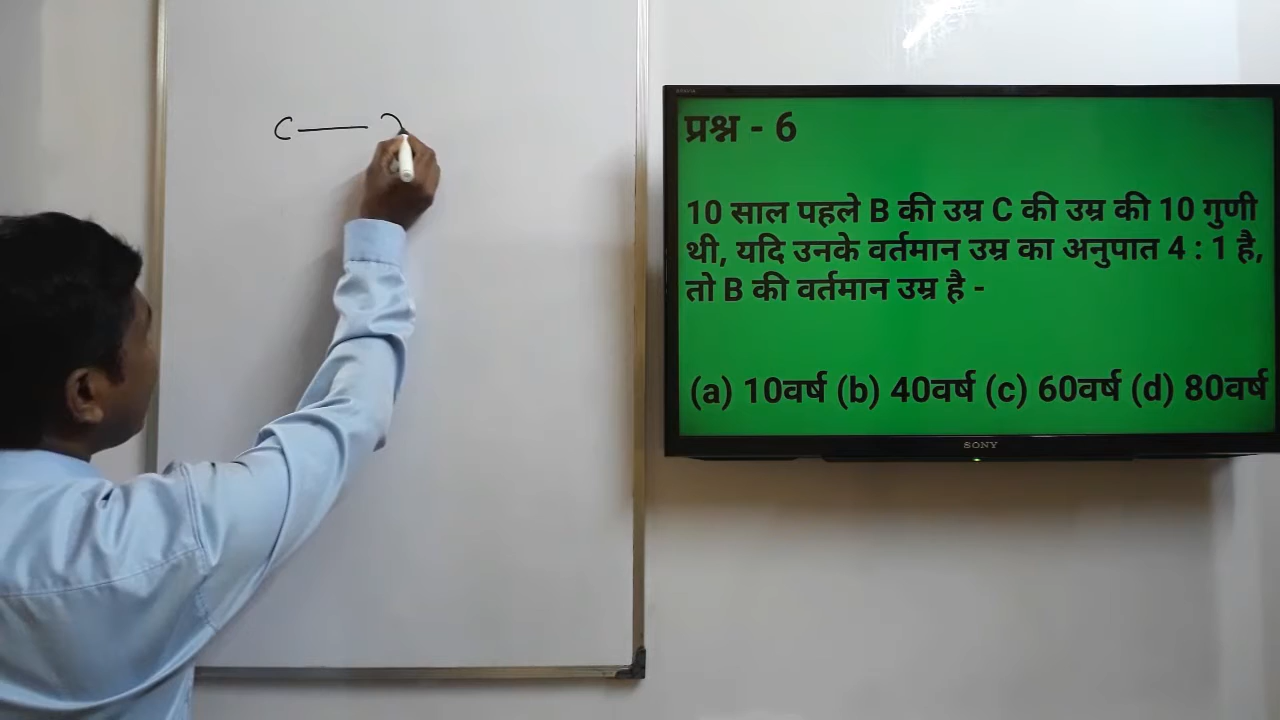 C —
प्रश्न - 6
10 साल पहले B की उम्र C की उम्र की 10 गुणी
थी, यदि उनके वर्तमान उम्र का अनुपात 4 : 1 है,
तो B की वर्तमान उम्र है -
(a) 10वर्ष (b) 40वर्ष (c) 60वर्ष (d) 80वर्ष
SONY